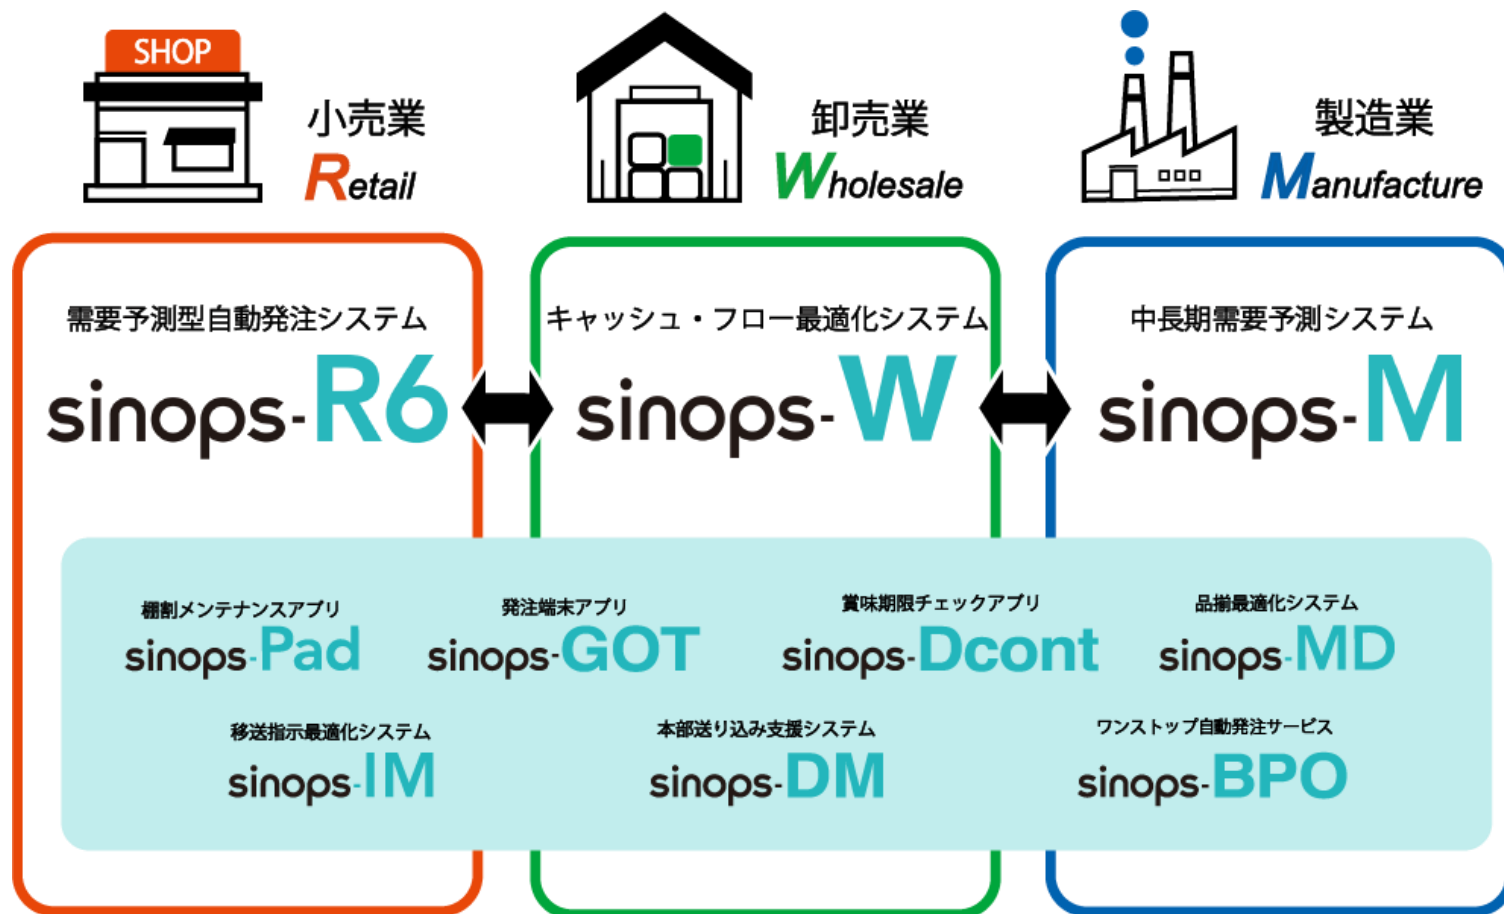 SHOP
小売業
Retail
卸売業
Wholesale
製造業
Manufacture
需要予測型自動発注システム
sinops-R6
キャッシュ・フロー最適化システム
sinops-W
中長期需要予測システム
sinops-M
棚割メンテナンスアプリ
sinops-Pad
発注端末アプリ
sinops-GOT
賞味期限チェックアプリ
sinops-Dcont
品揃最適化システム
sinops-MD
移送指示最適化システム
sinops-IM
本部送り込み支援システム
sinops-DM
ワンストップ自動発注サービス
sinops-BPO